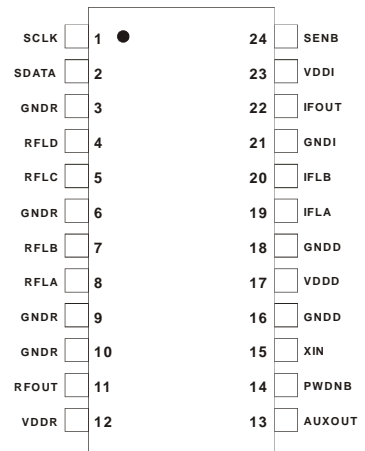 SCLK 1 24 SENB
SDATA 2 23 VDDI
GNDR 3 22 IFOUT
RFLD 4 21 GNDI
RFLC 5 20 IFLB
GNDR 6 19 IFLA
RFLB 7 18 GNDD
RFLA 8 17 VDDD
GNDR 9 16 GNDD
GNDR 10 15 XIN
RFOUT 11 14 PWDNB
VDDR 12 13 AUXOUT